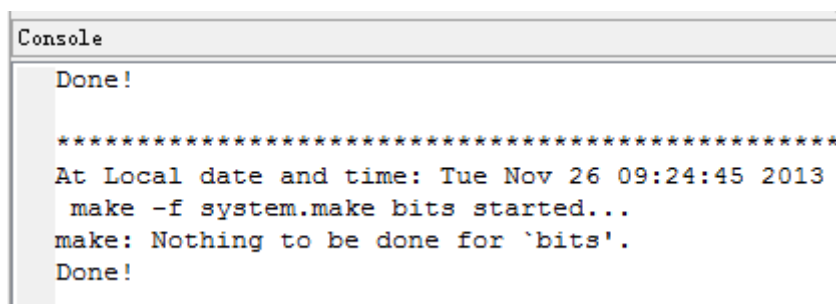 Console
Done!
*************************************************
At Local date and time: Tue Nov 26 09:24:45 2013
 make -f system.make bits started...
make: Nothing to be done for `bits'.
Done!